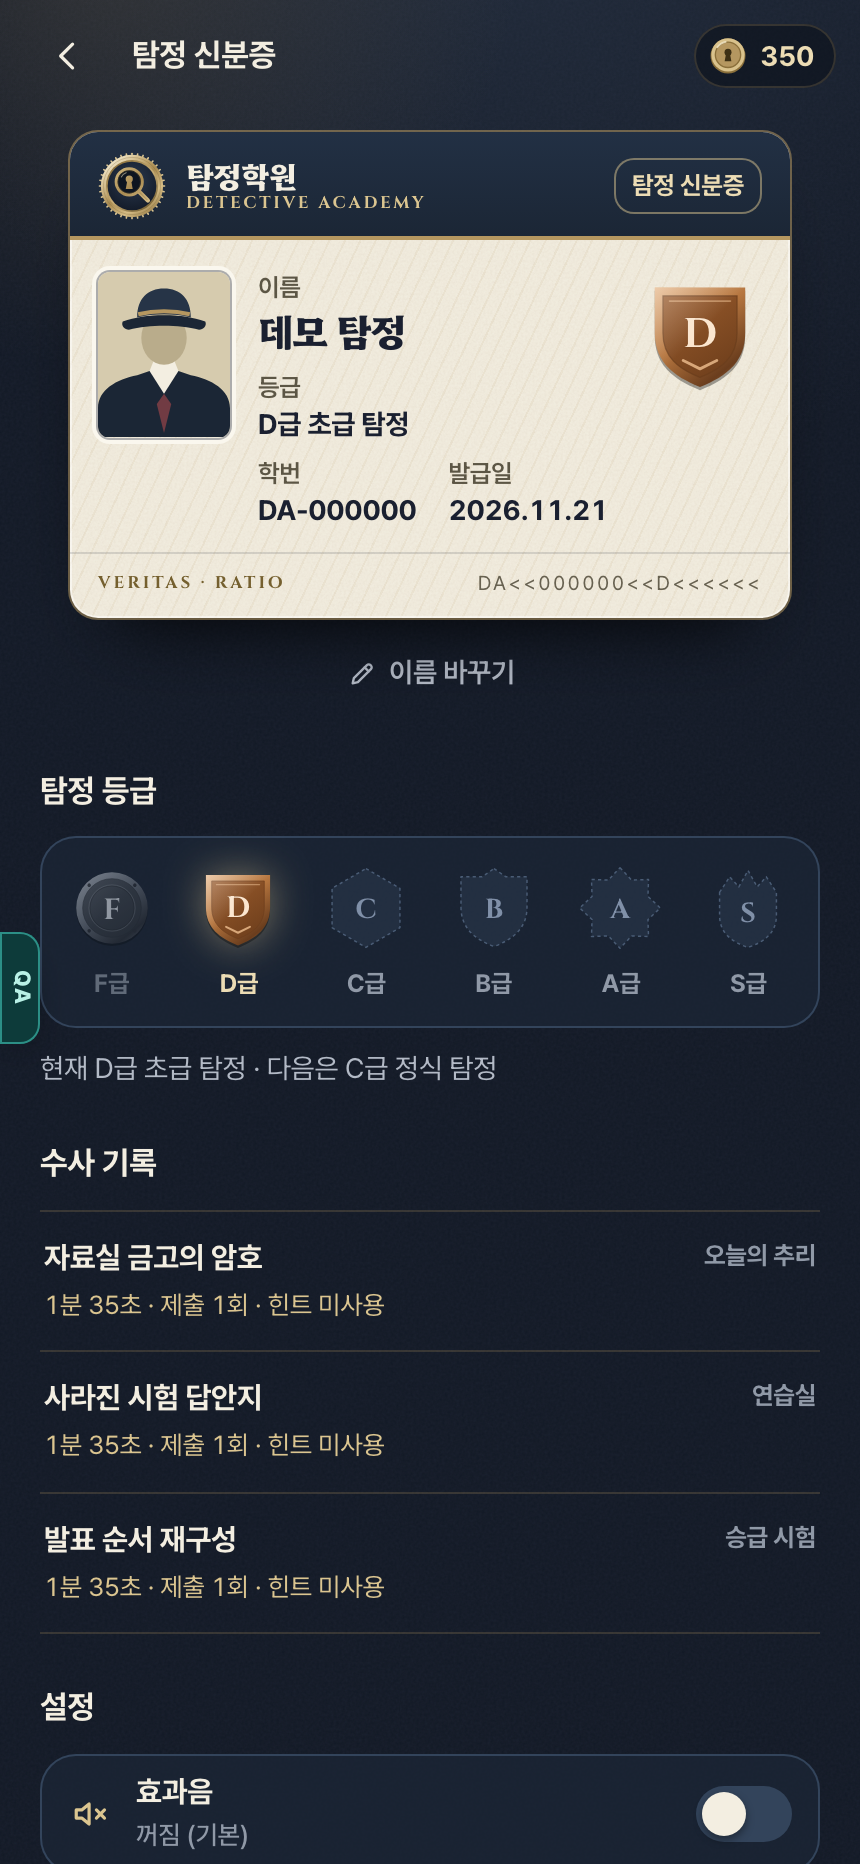 탐정 신분증
350
탐정학원
DETECTIVE ACADEMY
탐정 신분증
이름
데모 탐정
D
등급
D급 초급 탐정
학번
발급일
DA-000000
2026.11.21
VERITAS · RATIO
DA<<000000<<D<<<<<<
이름 바꾸기
탐정 등급
F
D
C
B
A
S
F급
D급
C급
B급
A급
S급
QA
현재 D급 초급 탐정 · 다음은 C급 정식 탐정
수사 기록
자료실 금고의 암호
오늘의 추리
1분 35초 · 제출 1회 · 힌트 미사용
사라진 시험 답안지
연습실
1분 35초 · 제출 1회 · 힌트 미사용
발표 순서 재구성
승급 시험
1분 35초 · 제출 1회 · 힌트 미사용
설정
효과음
꺼짐 (기본)